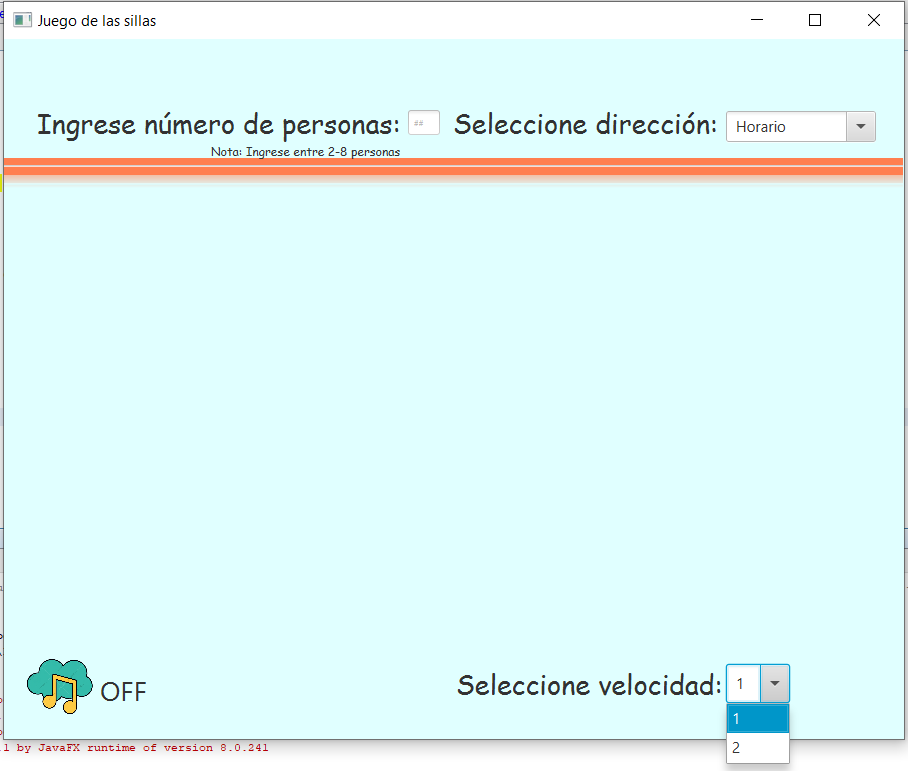 Juego de las sillas
Ingrese número de personas: ## Seleccione dirección: Horario
Nota: Ingrese entre 2-8 personas
OFF Seleccione velocidad: 1
1
2
by JavaFX runtime of version 8.0.241